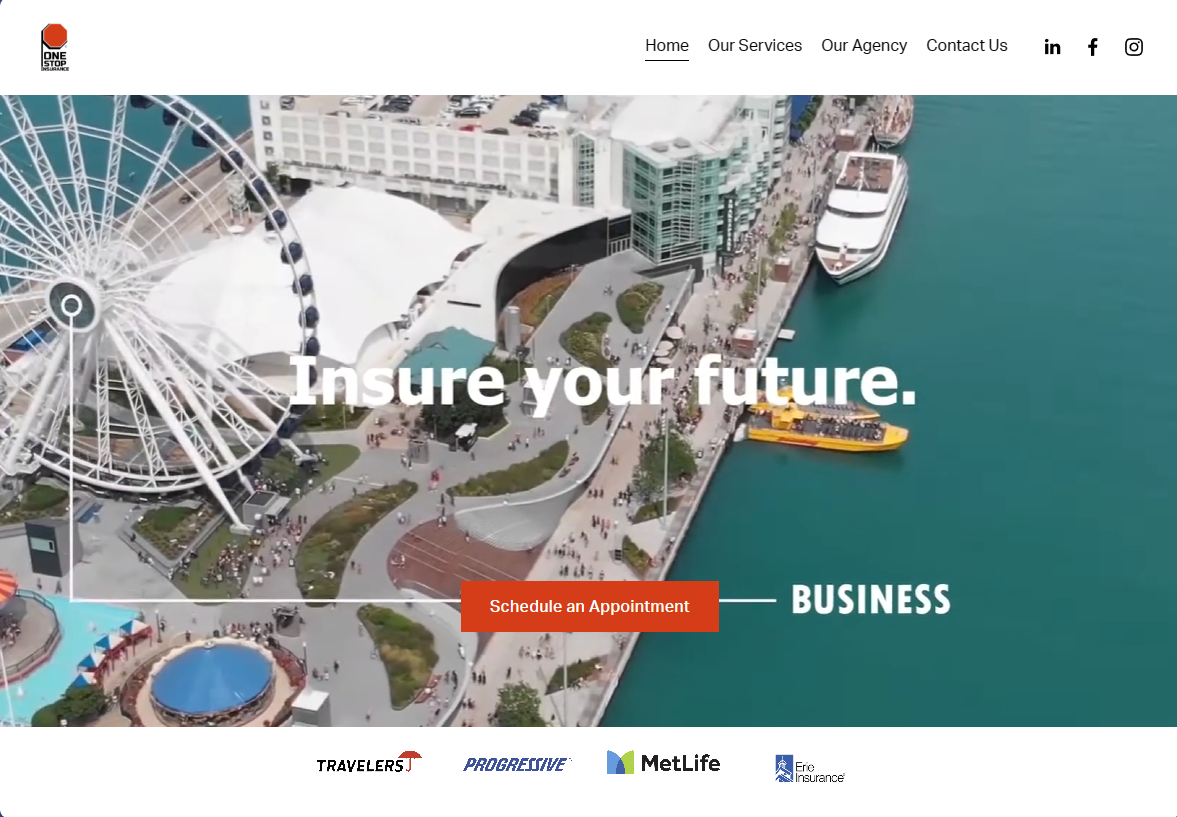 ONE
STOP
INSURANCE
Home
Our Services
Our Agency
Contact Us
Insure your future.
Schedule an Appointment
BUSINESS
TRAVELERS
PROGRESSIVE
MetLife
Erie
Insurance